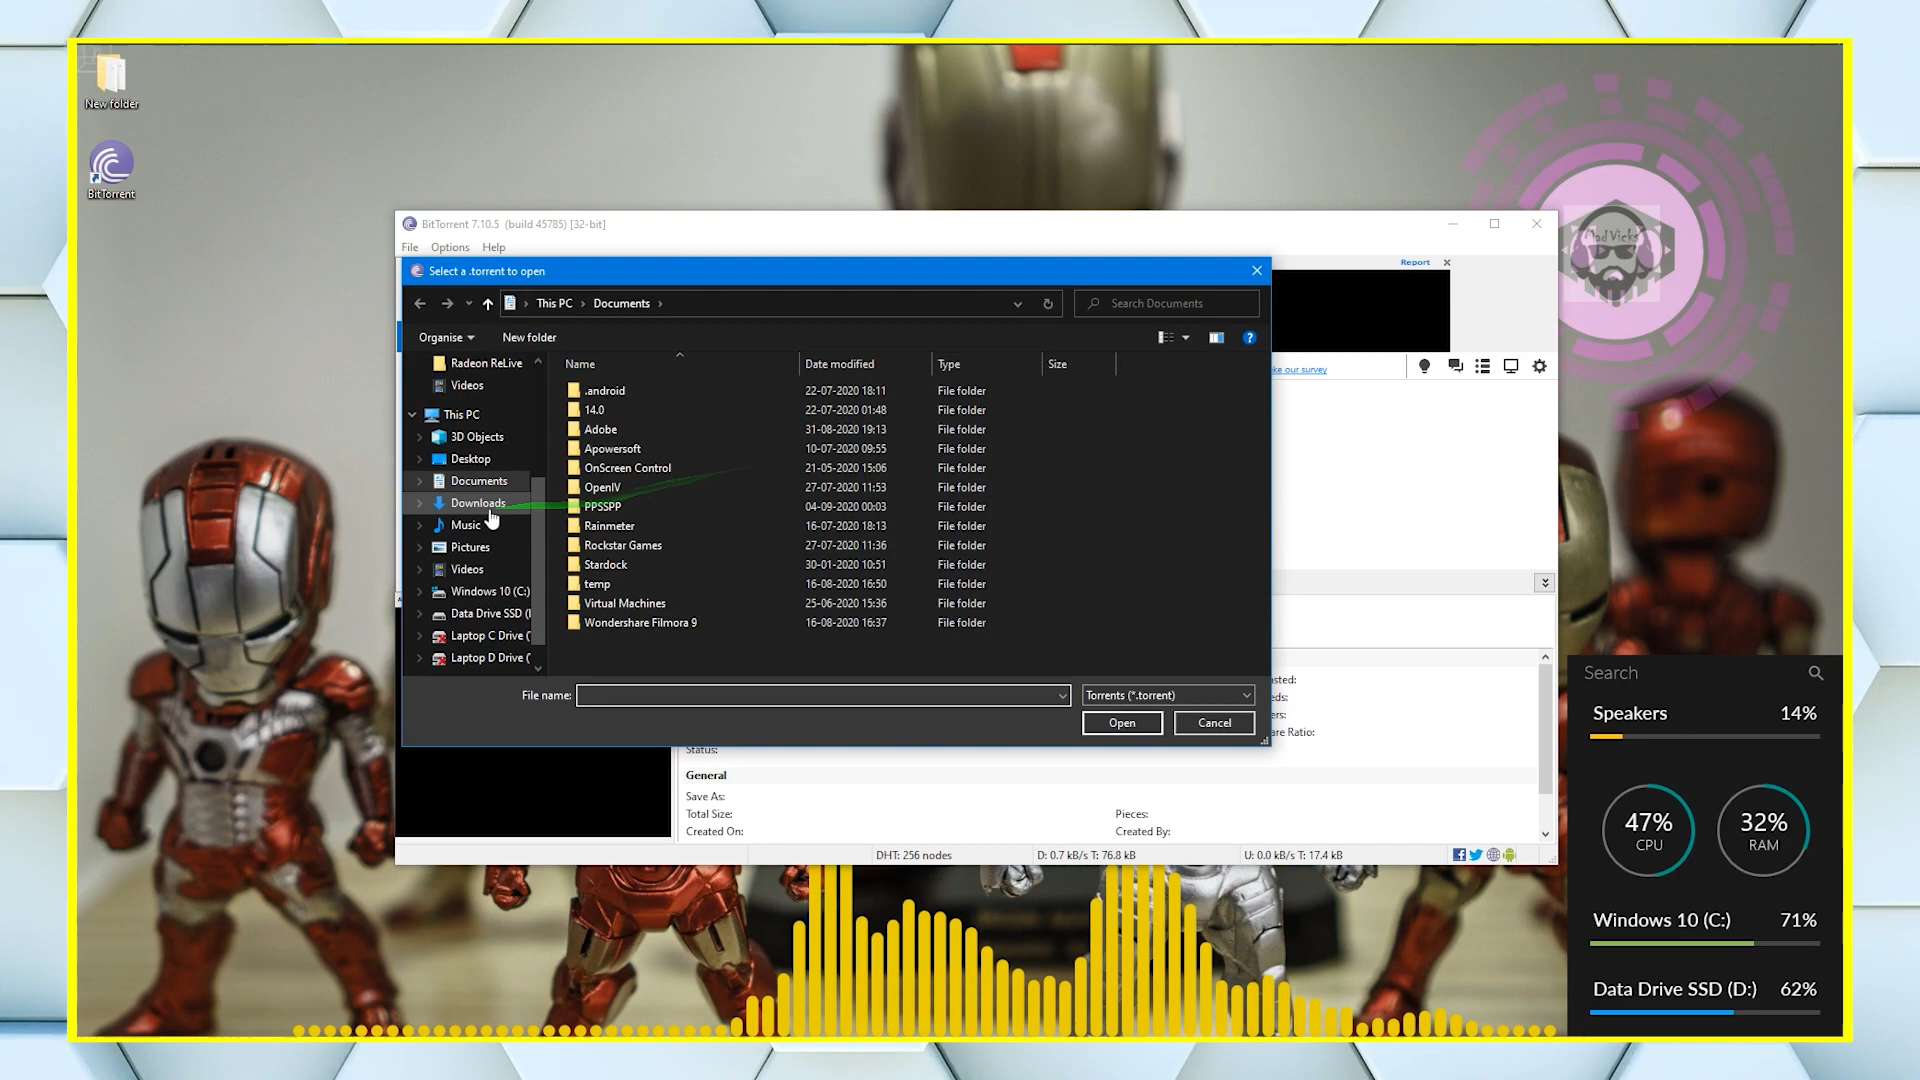 New folder
BitTorrent
BitTorrent 7.10.5 (build 45785) [32-bit]
File Options Help
Report
Select a .torrent to open
This PC > Documents >
Search Documents
Mad Vicks
Organise
New folder
ke our survey
Name Date modified Type Size
Radeon ReLive
Videos
This PC
3D Objects
Desktop
Documents
Downloads
Music
Pictures
Videos
Windows 10 (C:)
Data Drive SSD (
Laptop C Drive (
Laptop D Drive (
.android 22-07-2020 18:11 File folder
14.0 22-07-2020 01:48 File folder
Adobe 31-08-2020 19:13 File folder
Apowersoft 10-07-2020 09:55 File folder
OnScreen Control 21-05-2020 15:06 File folder
OpenIV 27-07-2020 11:53 File folder
PPSSPP 04-09-2020 00:03 File folder
Rainmeter 16-07-2020 18:13 File folder
Rockstar Games 27-07-2020 11:36 File folder
Stardock 30-01-2020 10:51 File folder
temp 16-08-2020 16:50 File folder
Virtual Machines 25-06-2020 15:36 File folder
Wondershare Filmora 9 16-08-2020 16:37 File folder
File name:
Torrents (*.torrent)
Open Cancel
sted:
ds:
ers:
are Ratio:
Status:
General
Save As:
Total Size: Pieces:
Created On: Created By:
DHT: 256 nodes D: 0.7 kB/s T: 76.8 kB U: 0.0 kB/s T: 17.4 kB
Search
Speakers 14%
47%
CPU
32%
RAM
Windows 10 (C:) 71%
Data Drive SSD (D:) 62%